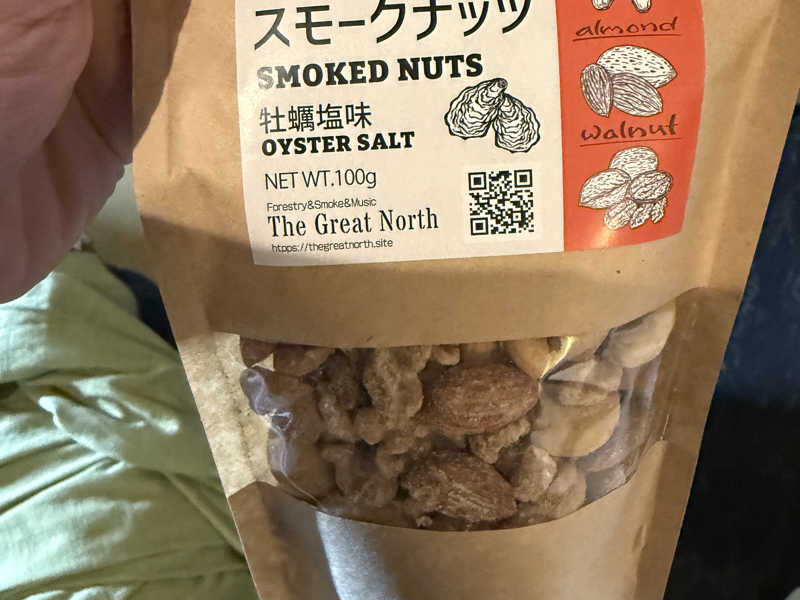 スモークナッツ
SMOKED NUTS
牡蠣塩味
OYSTER SALT
NET WT.100g
Forestry&Smoke&Music
The Great North
htpps://thegreatnorth.site
almond
walnut